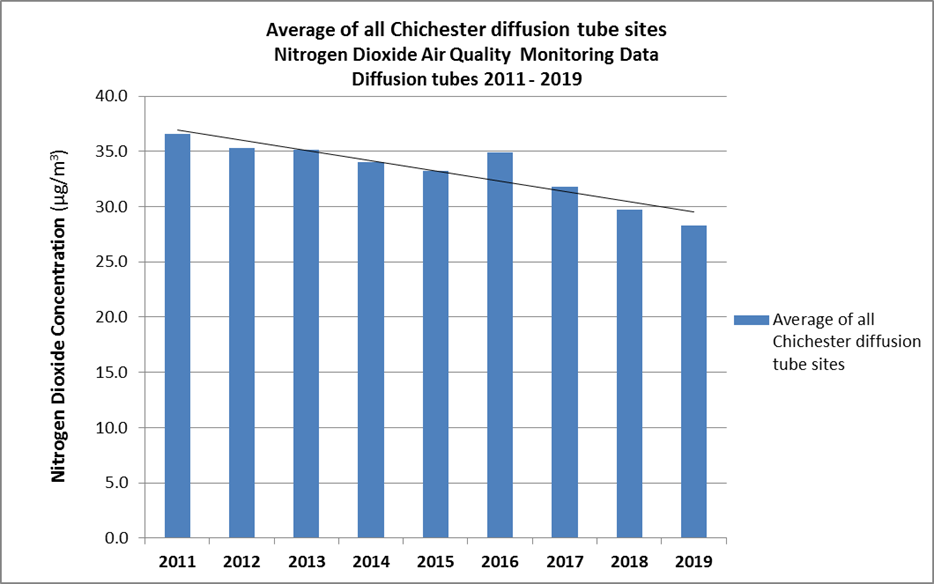 Average of all Chichester diffusion tube sites
Nitrogen Dioxide Air Quality Monitoring Data
Diffusion tubes 2011 - 2019
Nitrogen Dioxide Concentration (µg/m³)
40.0
35.0
30.0
25.0
20.0
15.0
10.0
5.0
0.0
2011 2012 2013 2014 2015 2016 2017 2018 2019
Average of all
Chichester diffusion
tube sites